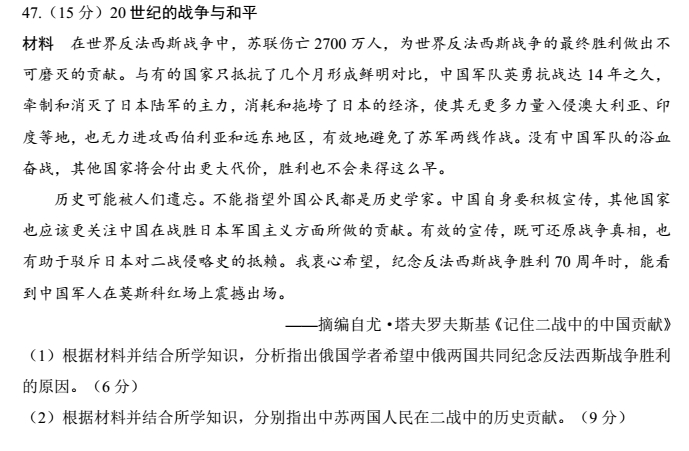 47.（15 分）20 世纪的战争与和平
材料　在世界反法西斯战争中，苏联伤亡 2700 万人，为世界反法西斯战争的最终胜利做出不
可磨灭的贡献。与有的国家只抵抗了几个月形成鲜明对比，中国军队英勇抗战达 14 年之久，
牵制和消灭了日本陆军的主力，消耗和拖垮了日本的经济，使其无更多力量入侵澳大利亚、印
度等地，也无力进攻西伯利亚和远东地区，有效地避免了苏军两线作战。没有中国军队的浴血
奋战，其他国家将会付出更大代价，胜利也不会来得这么早。
历史可能被人们遗忘。不能指望外国公民都是历史学家。中国自身要积极宣传，其他国家
也应该更关注中国在战胜日本军国主义方面所做的贡献。有效的宣传，既可还原战争真相，也
有助于驳斥日本对二战侵略史的抵赖。我衷心希望，纪念反法西斯战争胜利 70 周年时，能看
到中国军人在莫斯科红场上震撼出场。
——摘编自尤·塔夫罗夫斯基《记住二战中的中国贡献》
（1）根据材料并结合所学知识，分析指出俄国学者希望中俄两国共同纪念反法西斯战争胜利
的原因。（6 分）
（2）根据材料并结合所学知识，分别指出中苏两国人民在二战中的历史贡献。（9 分）